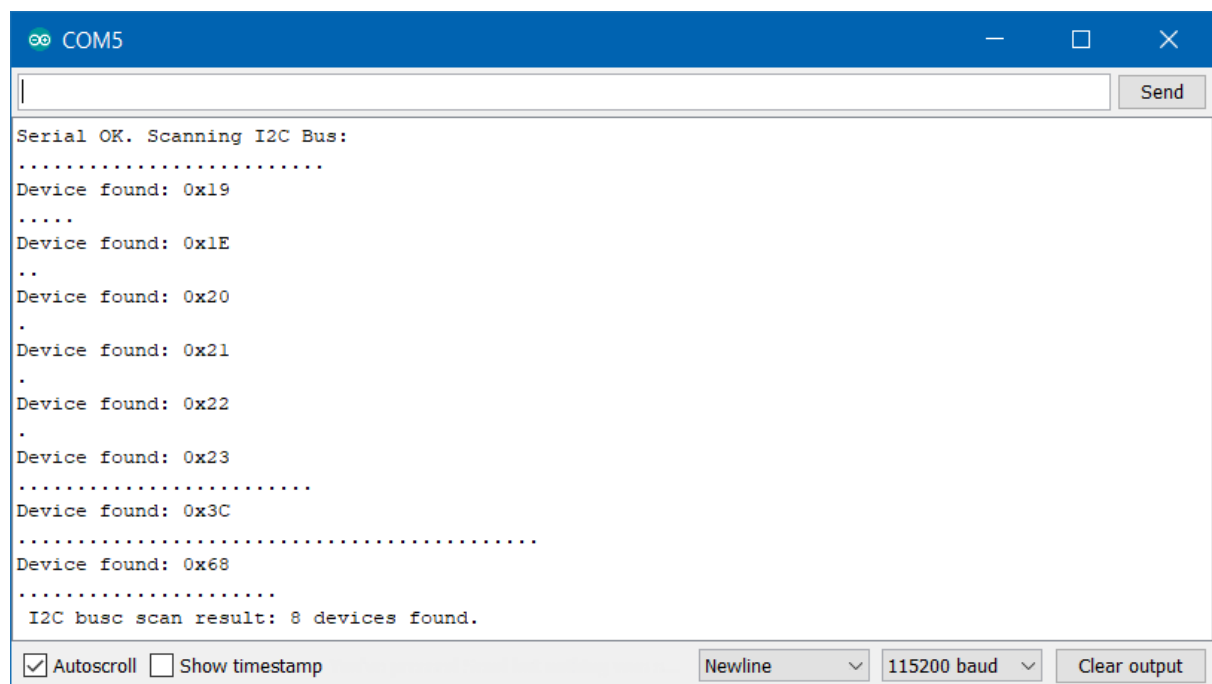 COM5
Send
Serial OK. Scanning I2C Bus:
..........................
Device found: 0x19
.....
Device found: 0x1E
..
Device found: 0x20
.
Device found: 0x21
.
Device found: 0x22
.
Device found: 0x23
.........................
Device found: 0x3C
............................................
Device found: 0x68
......................
I2C busc scan result: 8 devices found.
Autoscroll Show timestamp Newline 115200 baud Clear output